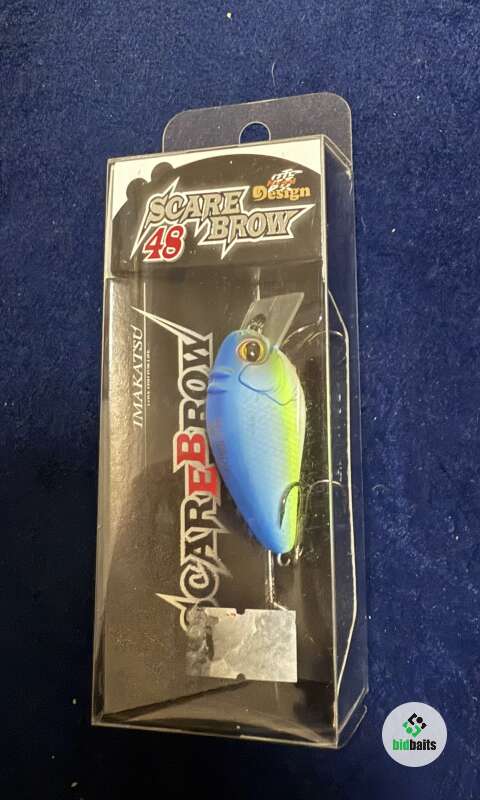 SCARE
BROW
48
Design
IMAKATSU
SCAREBROW
bidbaits